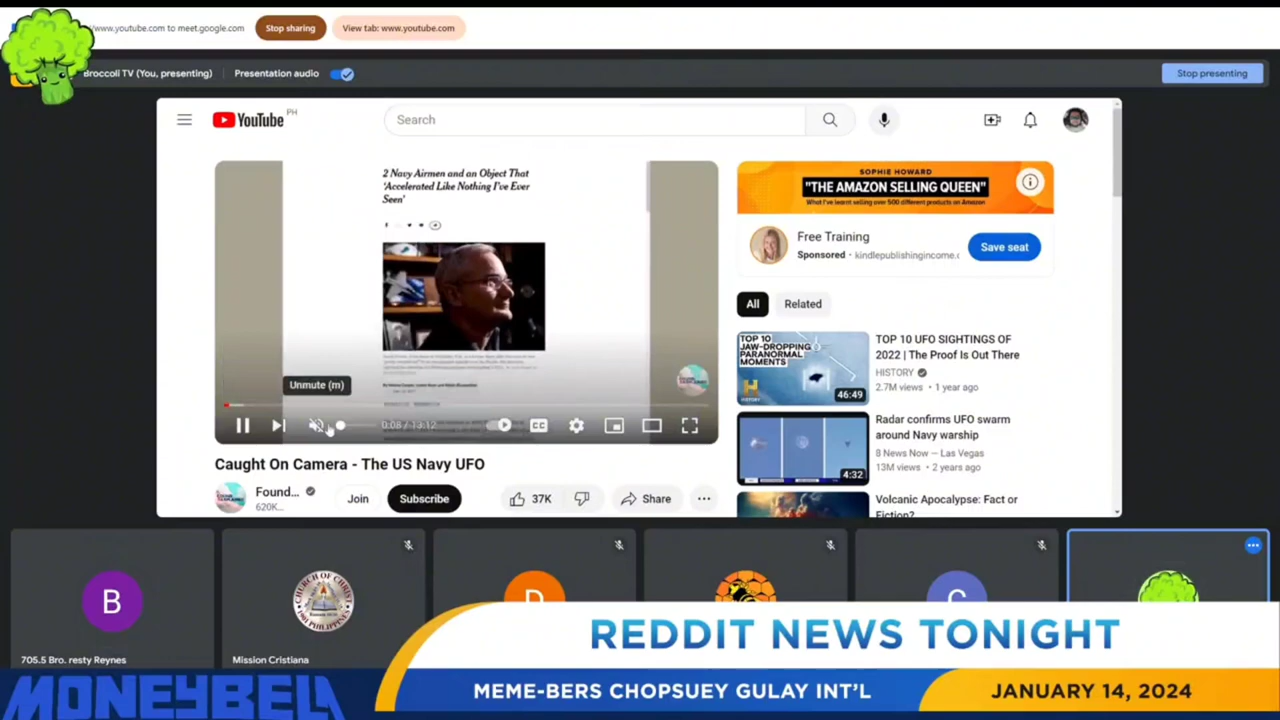 www.youtube.com to meet.google.com
Stop sharing
View tab: www.youtube.com
Broccoli TV (You, presenting)
Presentation audio
Stop presenting
YouTube PH
Search
2 Navy Airmen and an Object That
'Accelerated Like Nothing I've Ever
Seen'
Unmute (m)
0:08 / 13:12
CC
Caught On Camera - The US Navy UFO
Found...
620K...
Join
Subscribe
37K
Share
SOPHIE HOWARD
"THE AMAZON SELLING QUEEN"
What I've learnt selling over 500 different products on Amazon
Free Training
Sponsored · kindlepublishingincome.c
Save seat
All
Related
TOP 10
JAW-DROPPING
PARANORMAL
MOMENTS
H
HISTORY
46:49
TOP 10 UFO SIGHTINGS OF
2022 | The Proof Is Out There
HISTORY
2.7M views · 1 year ago
4:32
Radar confirms UFO swarm
around Navy warship
8 News Now — Las Vegas
13M views · 2 years ago
Volcanic Apocalypse: Fact or
Fiction?
B
705.5 Bro. resty Reynes
CHURCH OF CHRIST
Mission Cristiana
D
C
REDDIT NEWS TONIGHT
MONEYBELA
MEME-BERS CHOPSUEY GULAY INT'L
JANUARY 14, 2024